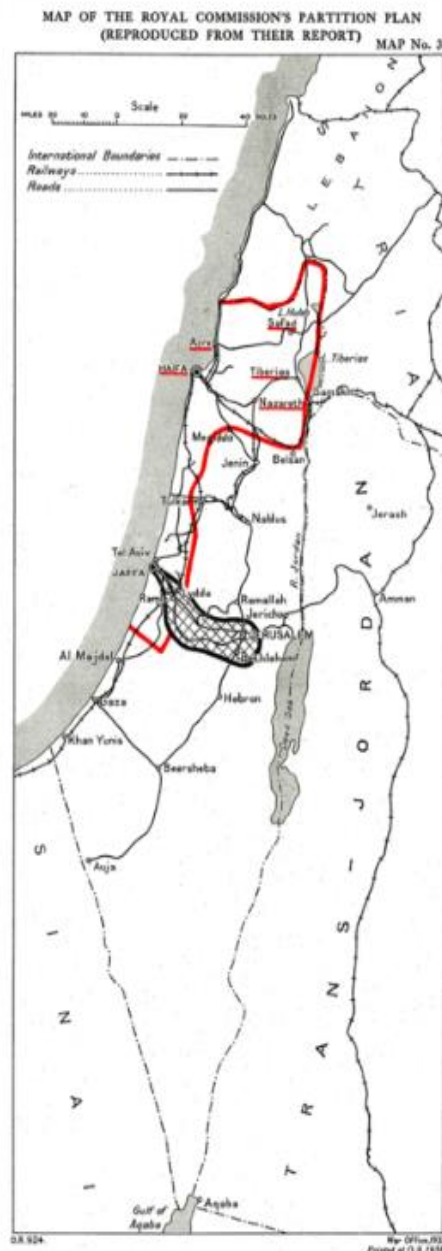 MAP OF THE ROYAL COMMISSION'S PARTITION PLAN
(REPRODUCED FROM THEIR REPORT)
MAP No. 3
Scale
MILES
International Boundaries
Railways
Roads
LEBANON
SYRIA
L. Huleh
Safad
Acre
L. Tiberias
HAIFA
Tiberias
Nazareth
Beisan
Jenin
Nablus
Jerash
R. Jordan
Tel Aviv
JAFFA
Lydda
Ramallah
Amman
Jericho
JERUSALEM
Bethlehem
Al Majdal
Hebron
Gaza
Dead Sea
Khan Yunis
Beersheba
Auja
SINAI
TRANS-JORDAN
Gulf of
Aqaba
Aqaba
O.R.924.